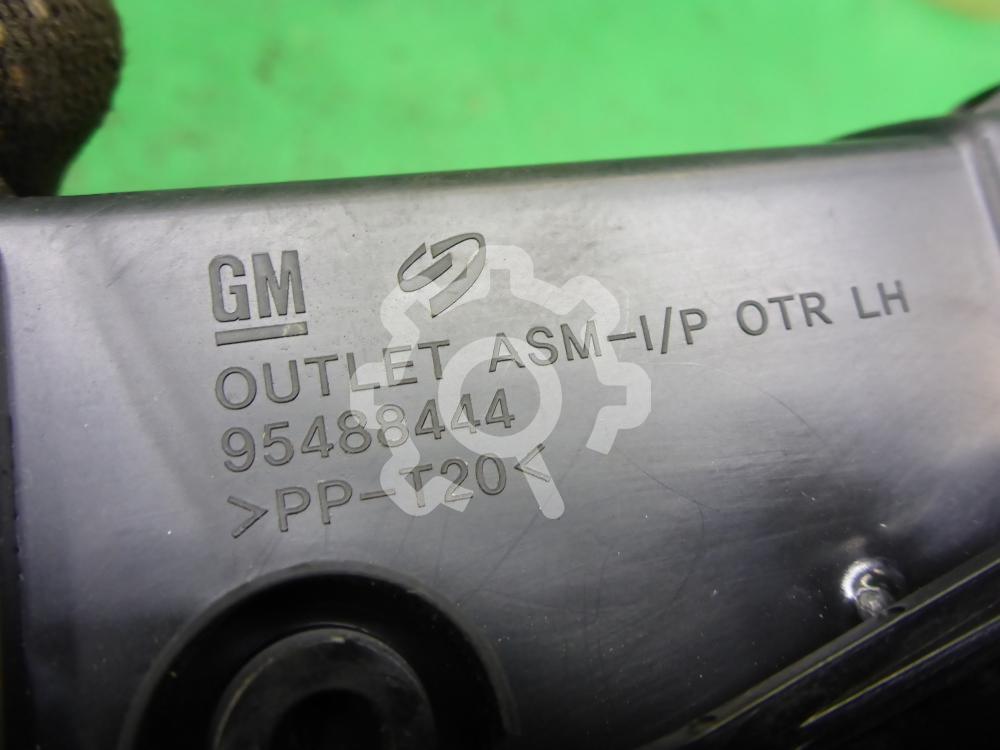 GM
OUTLET ASM-I/P OTR LH
95488444
>PP-T20<